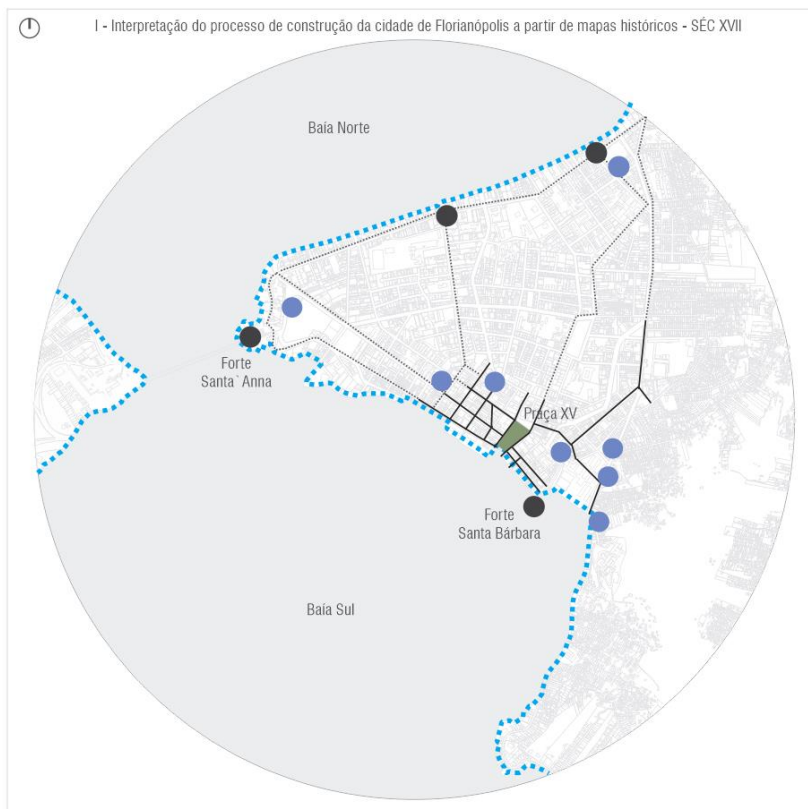 I - Interpretação do processo de construção da cidade de Florianópolis a partir de mapas históricos - SÉC XVII
Baía Norte
Forte
Santa`Anna
Praça XV
Forte
Santa Bárbara
Baía Sul